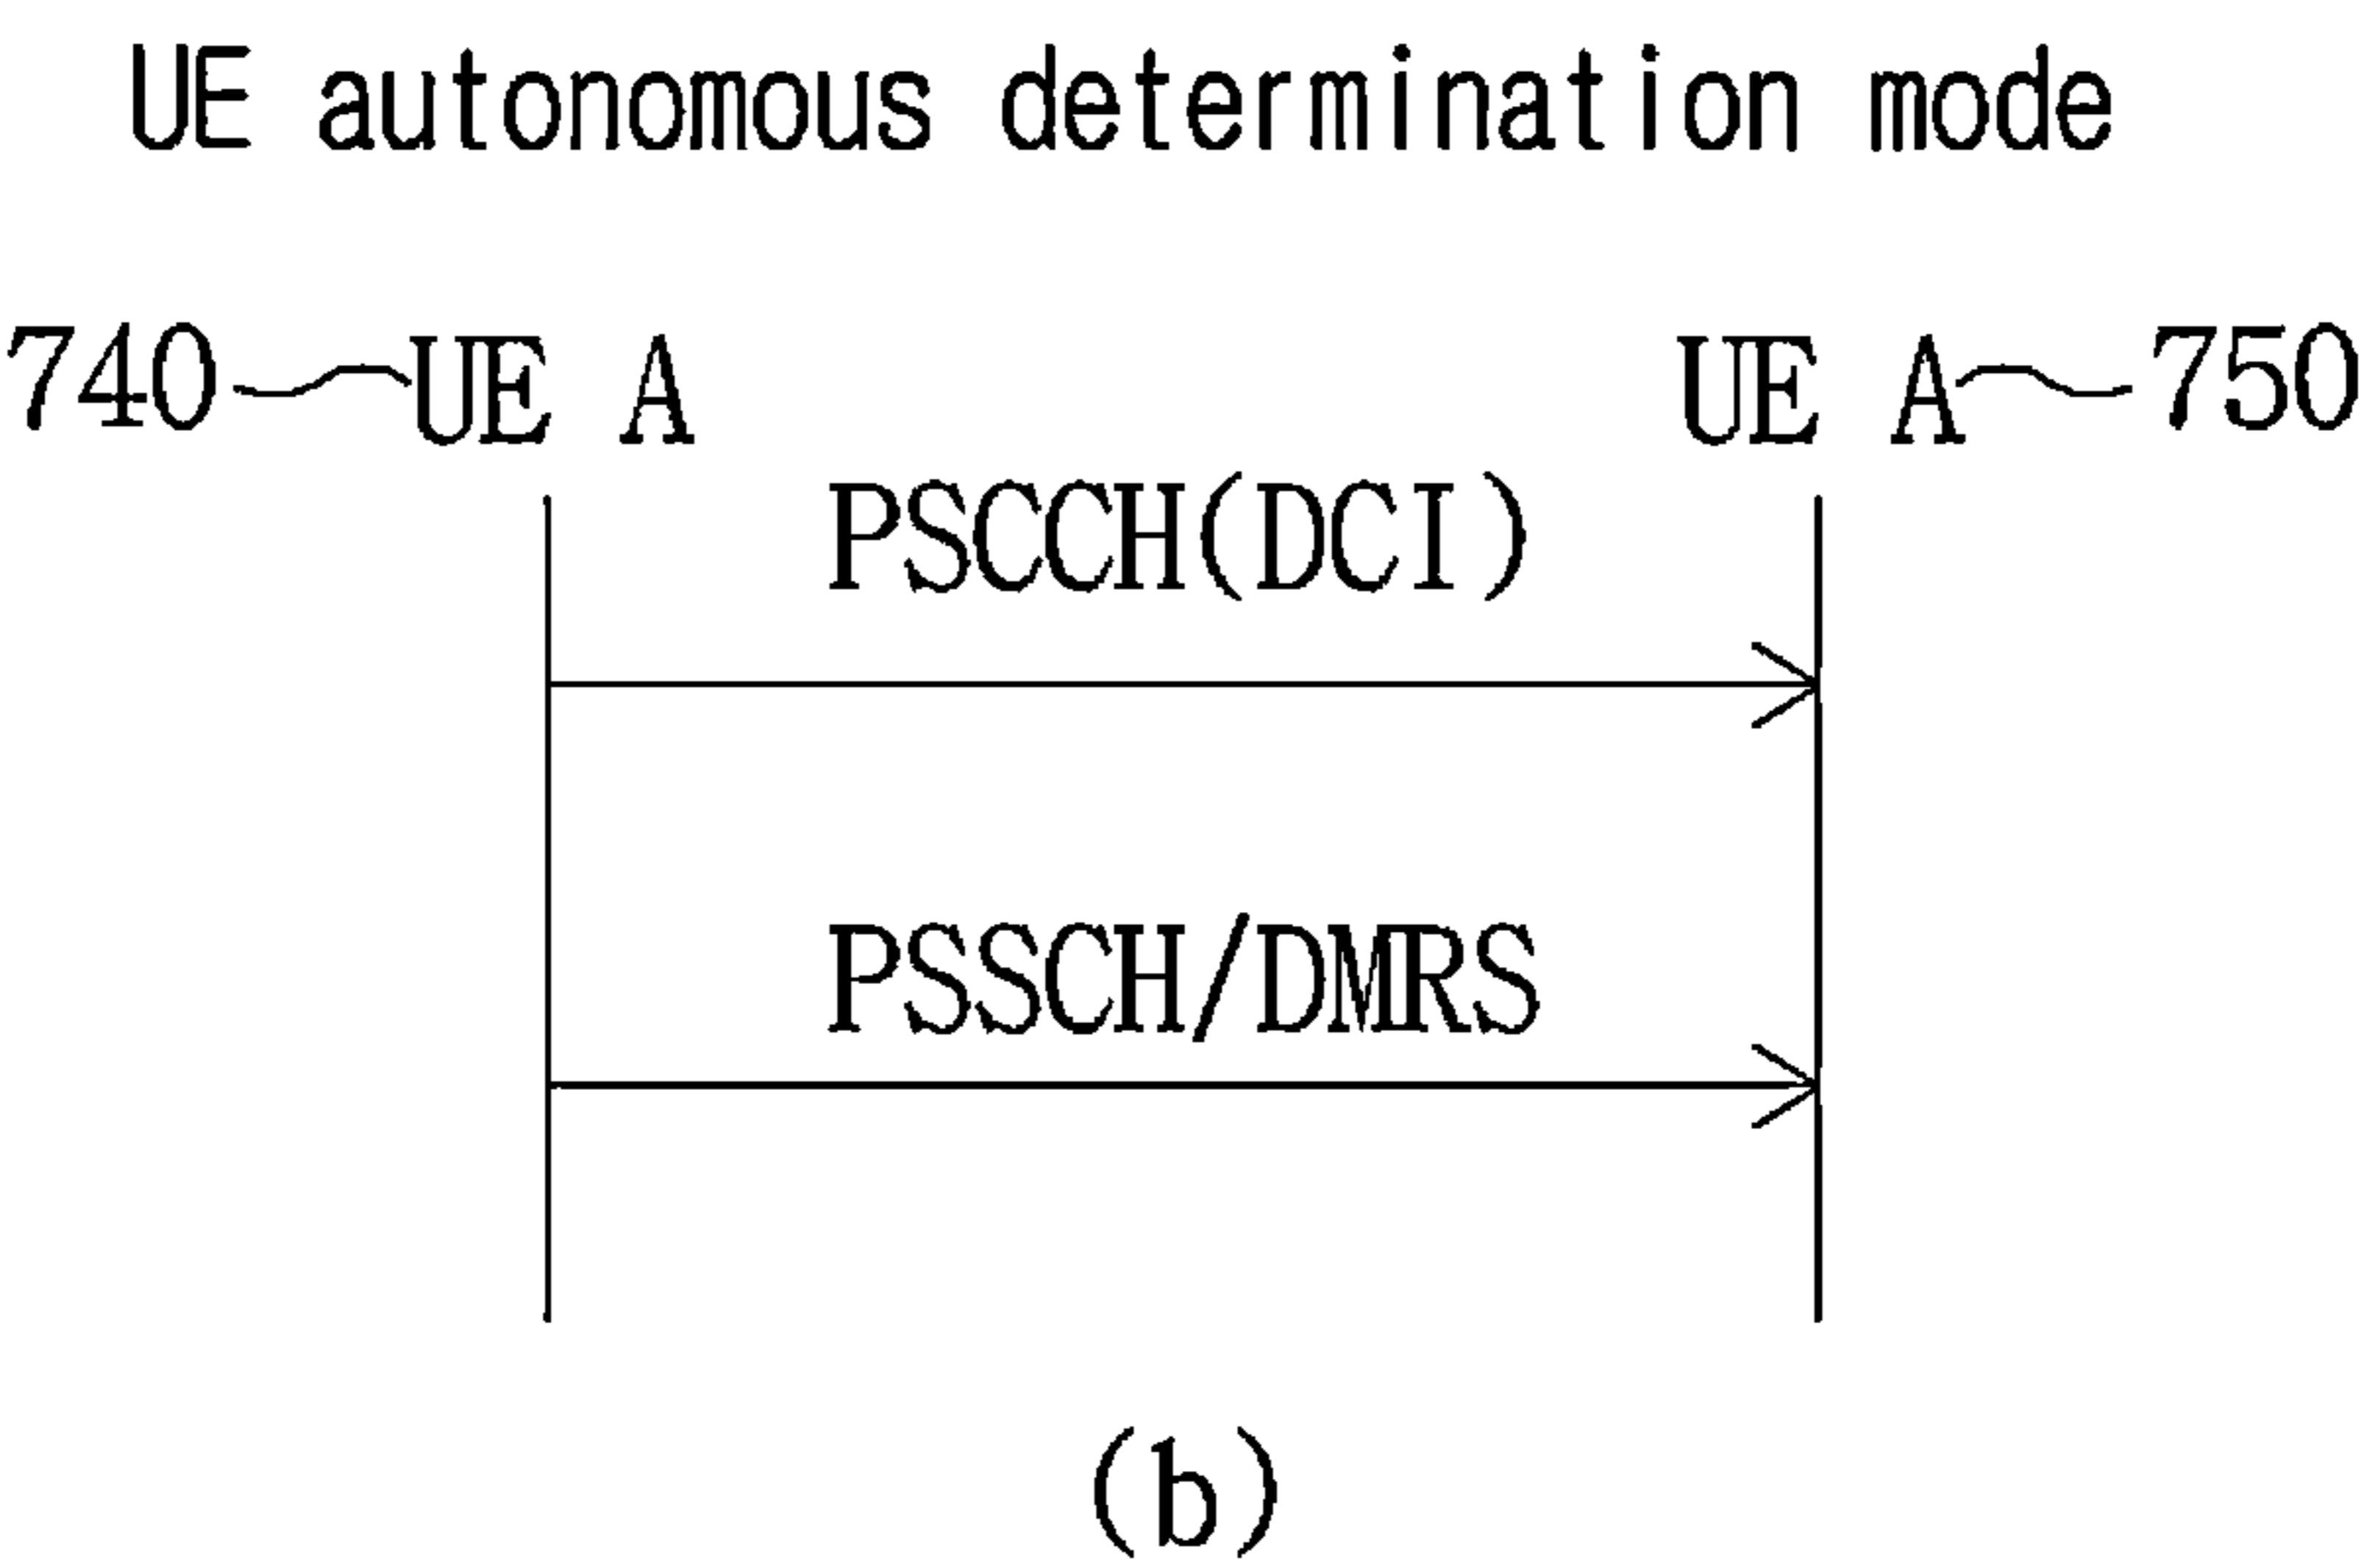 UE autonomous determination mode
740 UE A UE A 750
PSCCH(DCI)
PSSCH/DMRS
(b)